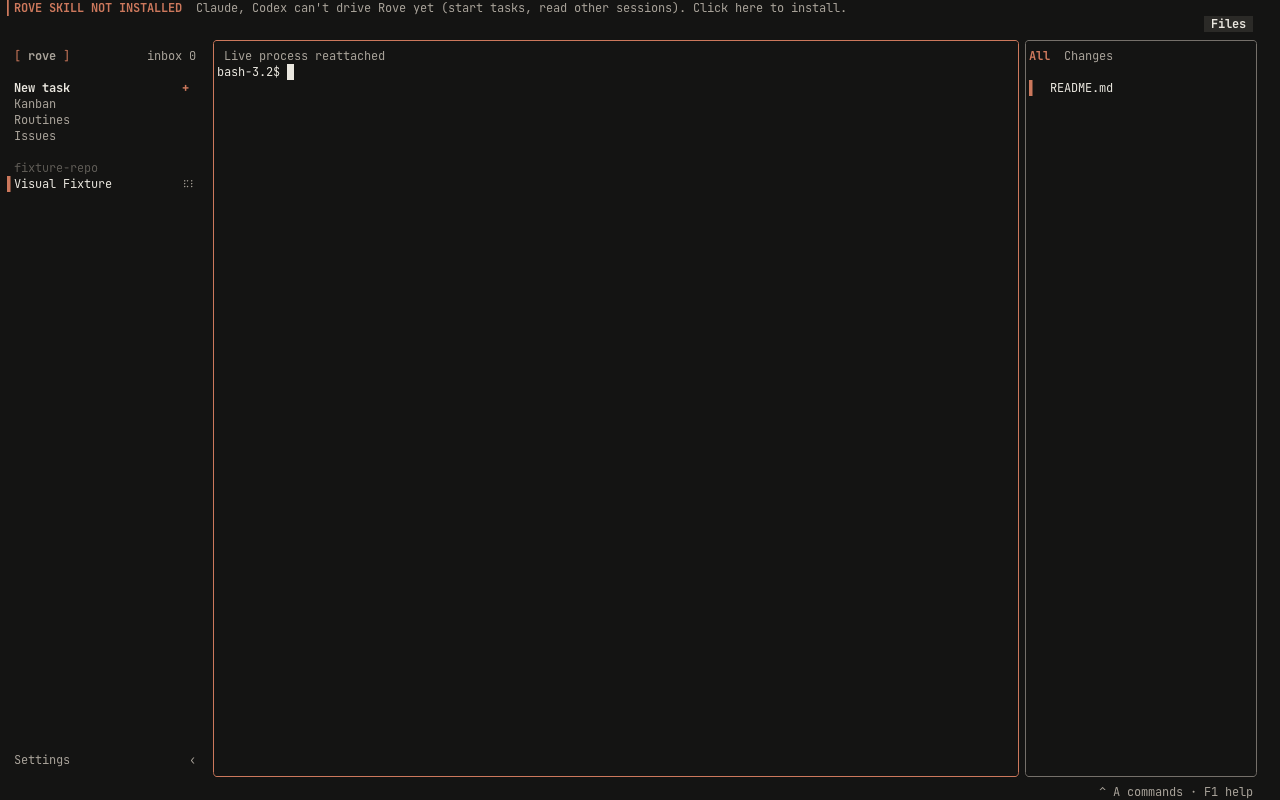 ROVE SKILL NOT INSTALLED  Claude, Codex can't drive Rove yet (start tasks, read other sessions). Click here to install.
Files
[ rove ]  inbox 0
New task +
Kanban
Routines
Issues
fixture-repo
Visual Fixture
Settings ‹
Live process reattached
bash-3.2$
All  Changes
README.md
^ A commands · F1 help